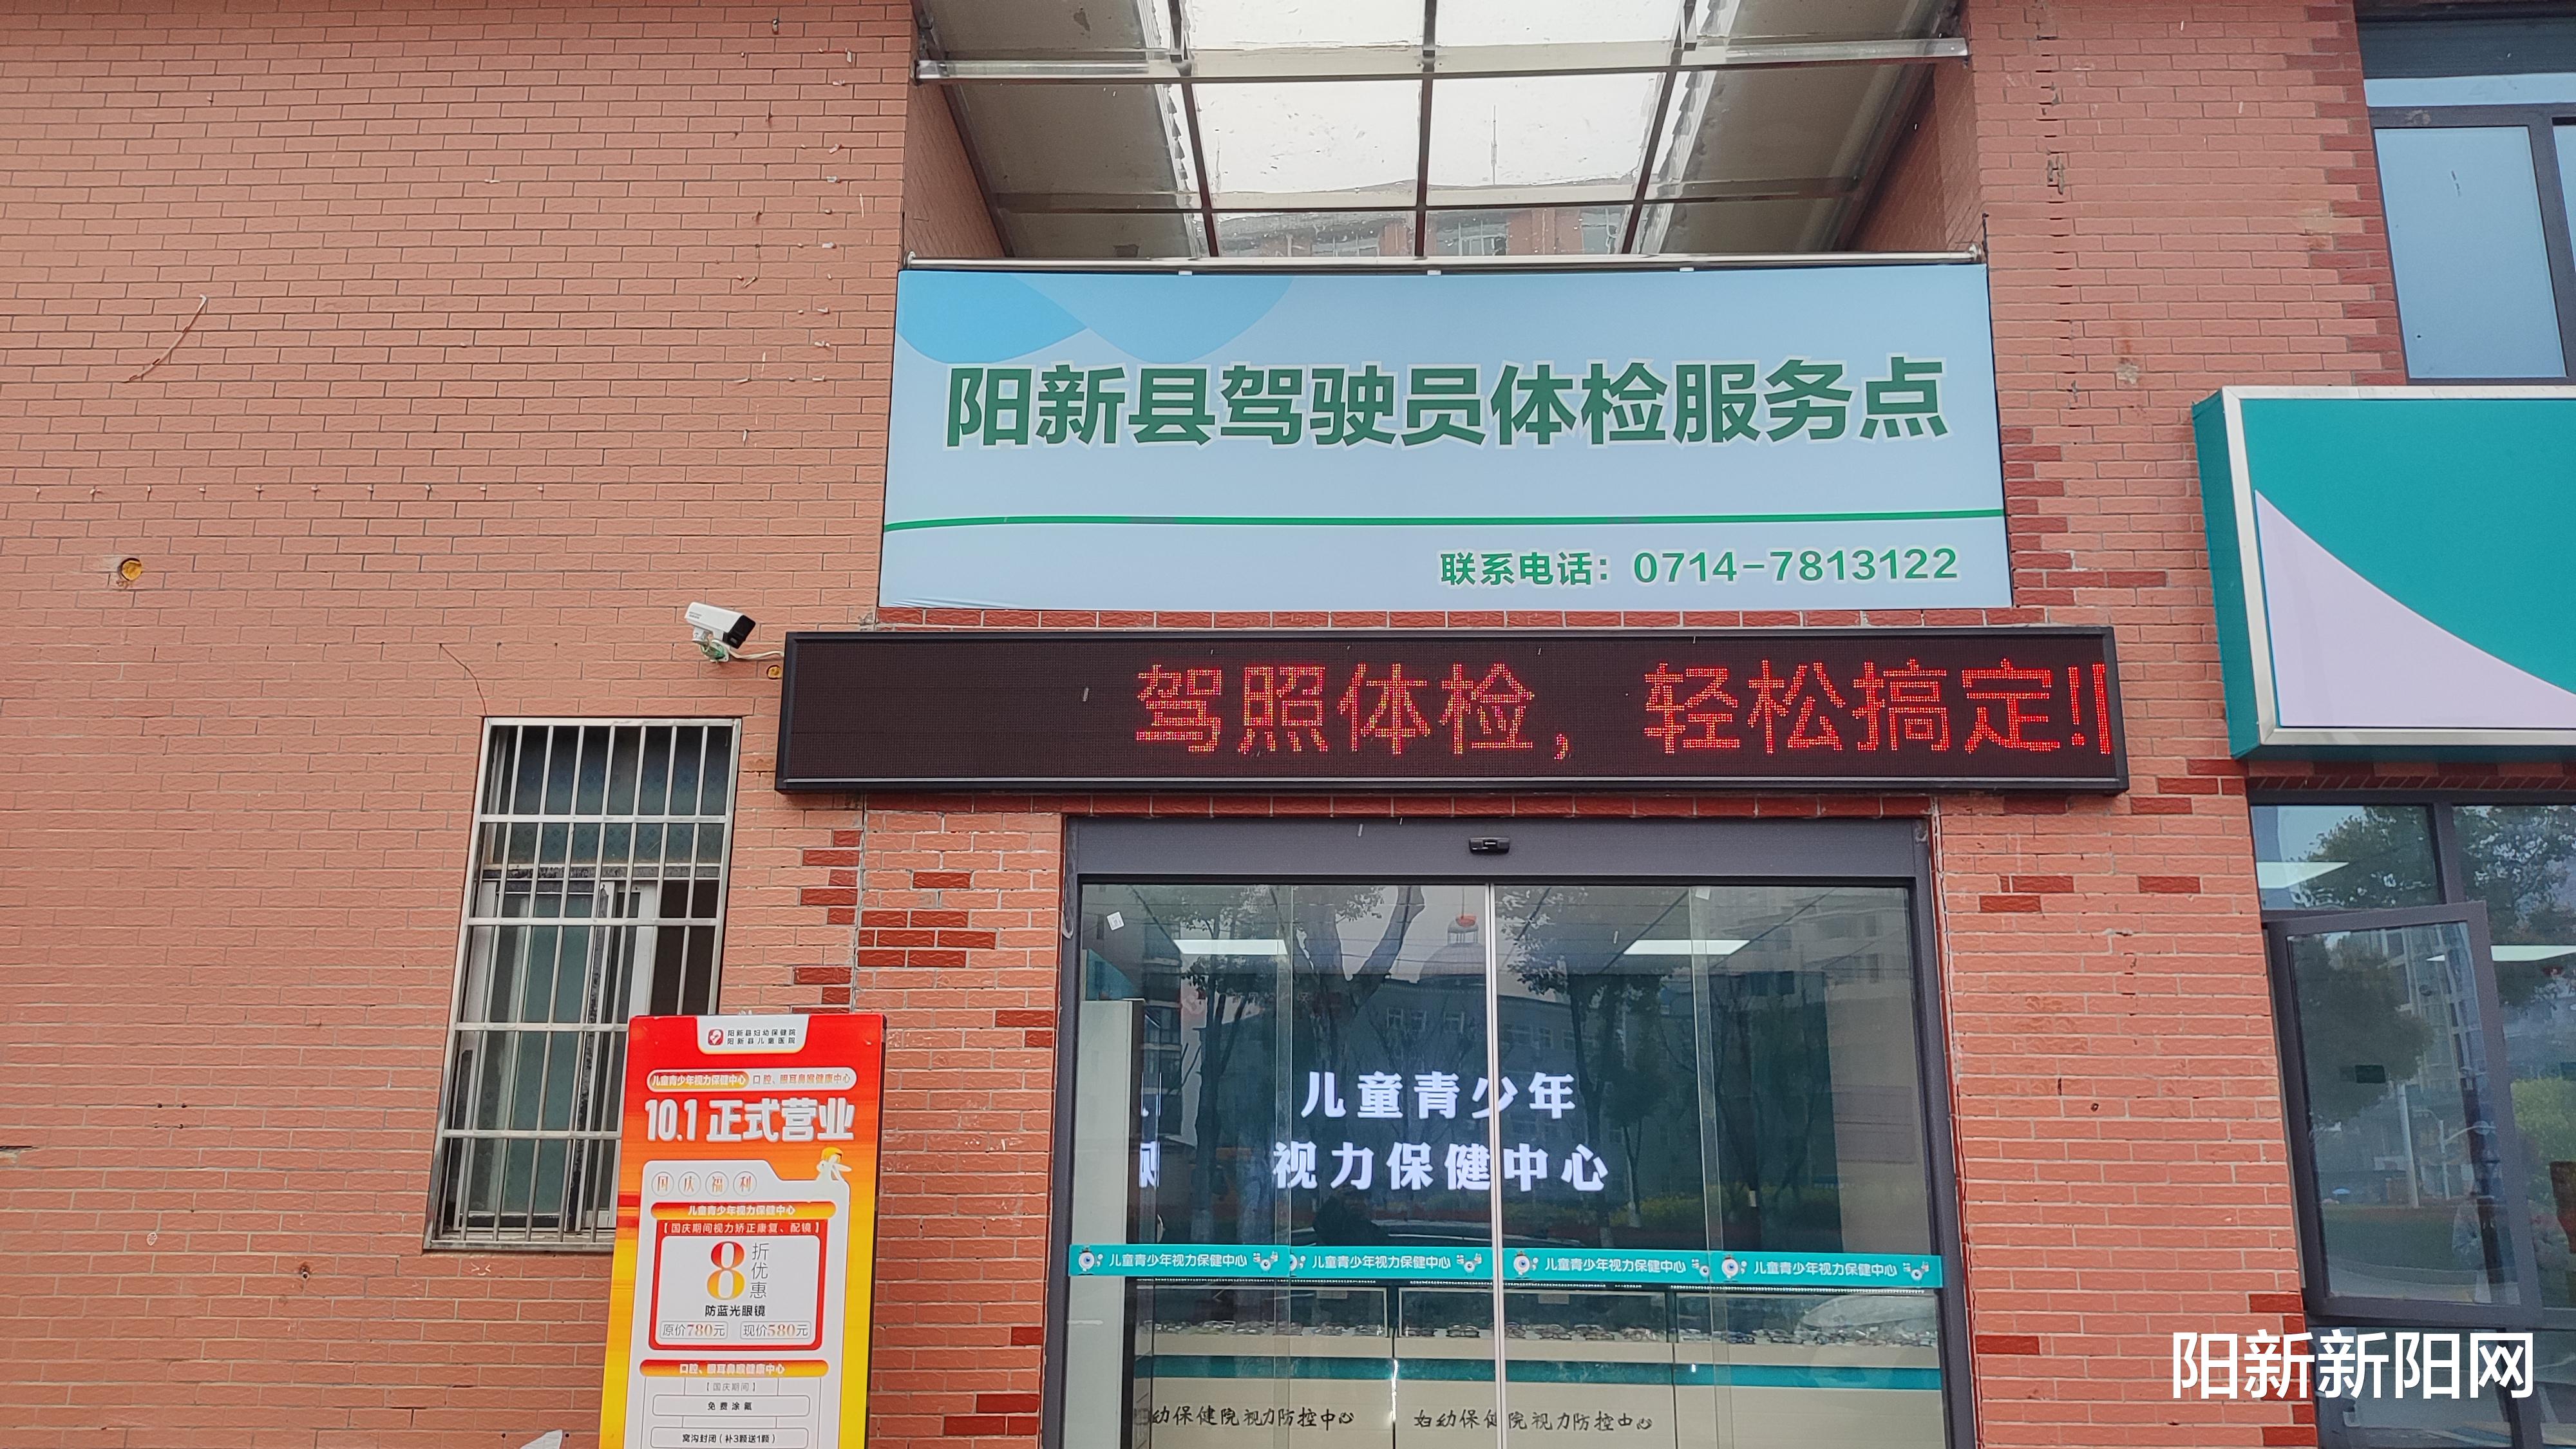 阳新县驾驶员体检服务点
联系电话：0714-7813122
驾照体检，轻松搞定!
阳新县妇幼保健院
阳新县儿童医院
儿童青少年视力保健中心 口腔、眼耳鼻喉健康中心
10.1 正式营业
国庆福利
儿童青少年视力保健中心
【国庆期间视力矫正康复、配镜】
8折优惠
防蓝光眼镜
原价780元 现价580元
口腔、眼耳鼻喉健康中心
【国庆期间】
免费涂氟
窝沟封闭（补3颗送1颗）
儿童青少年
视力保健中心
儿童青少年视力保健中心 儿童青少年视力保健中心 儿童青少年视力保健中心 儿童青少年视力保健中心
幼保健院视力防控中心 妇幼保健院视力防控中心
阳新新阳网